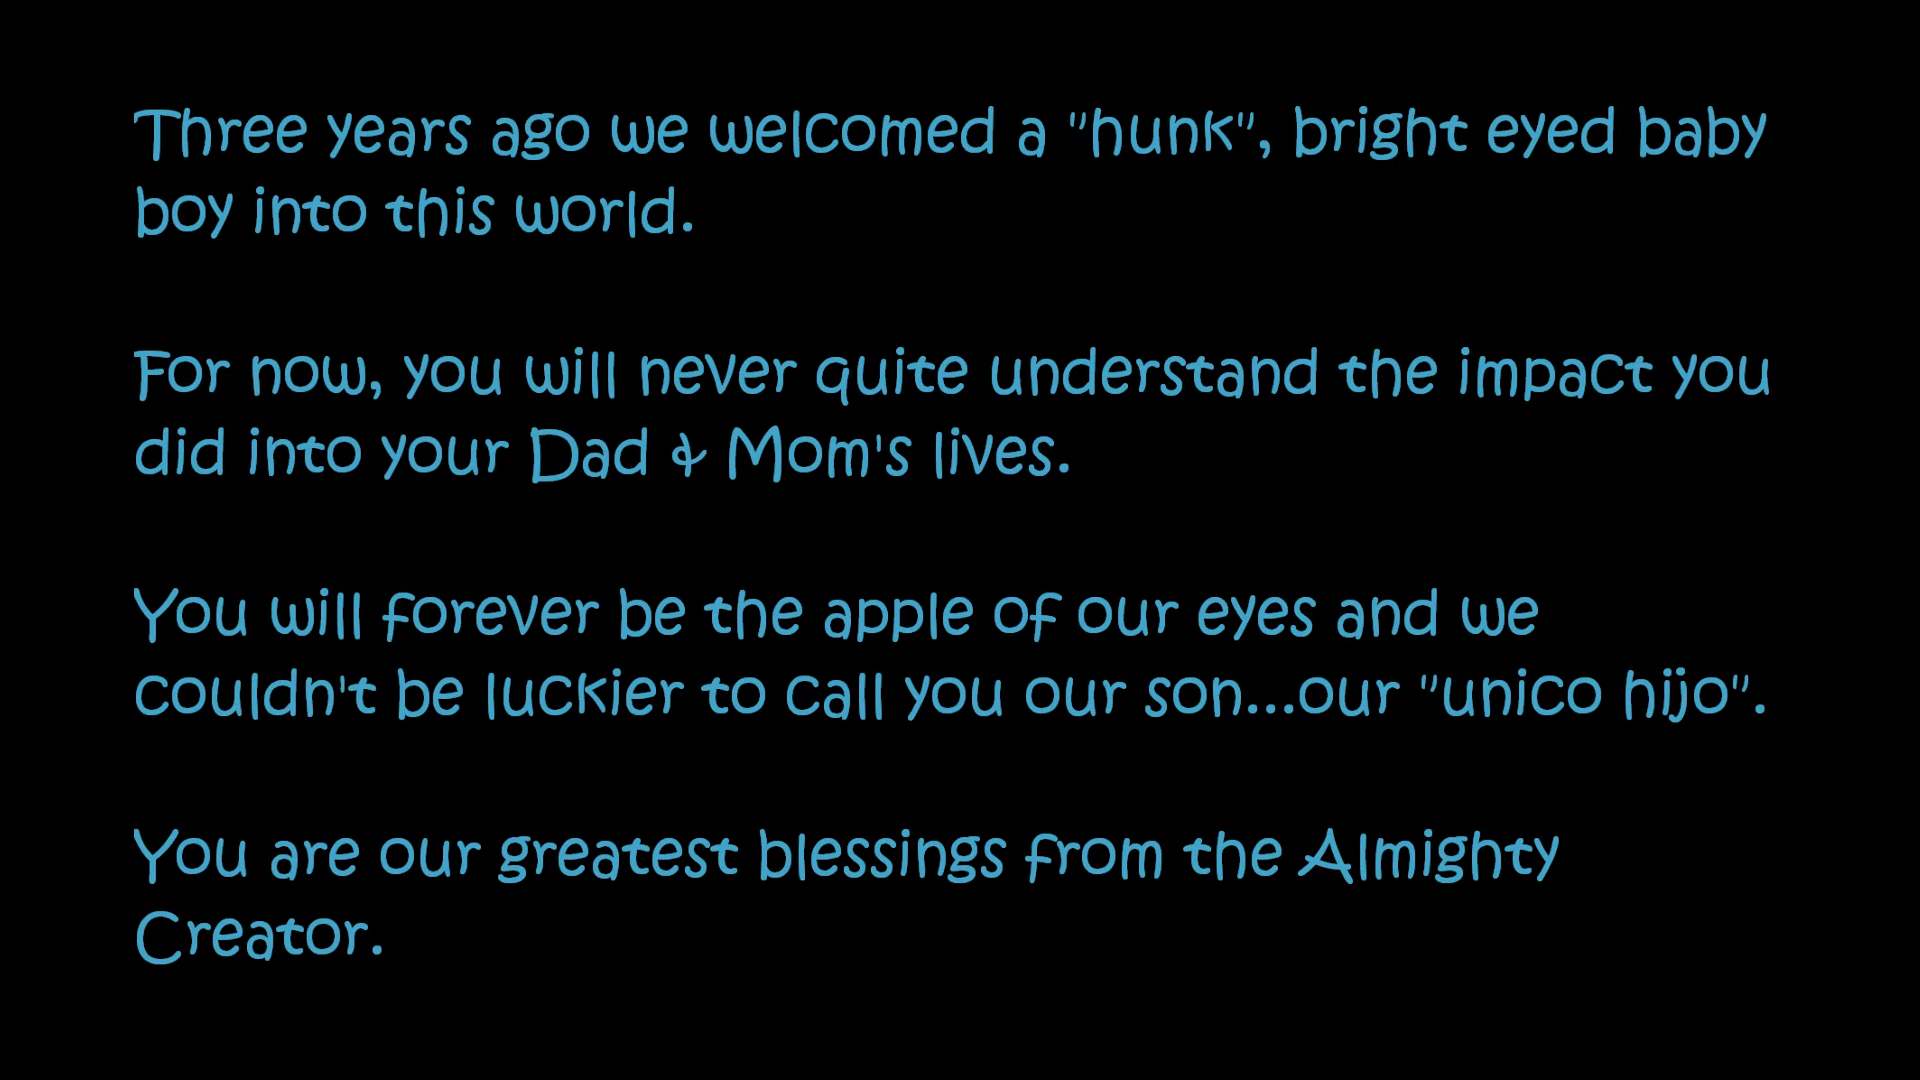 Three years ago we welcomed a "hunk", bright eyed baby
boy into this world.
For now, you will never quite understand the impact you
did into your Dad & Mom's lives.
You will forever be the apple of our eyes and we
couldn't be luckier to call you our son...our "unico hijo".
You are our greatest blessings from the Almighty
Creator.